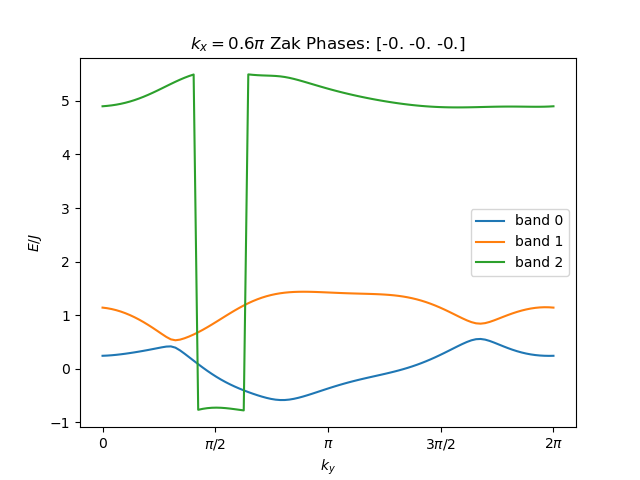 $k_x = 0.6\pi$ Zak Phases: [-0. -0. -0.]
E/J
5
4
3
2
1
0
−1
band 0
band 1
band 2
0
π/2
π
3π/2
2π
$k_y$